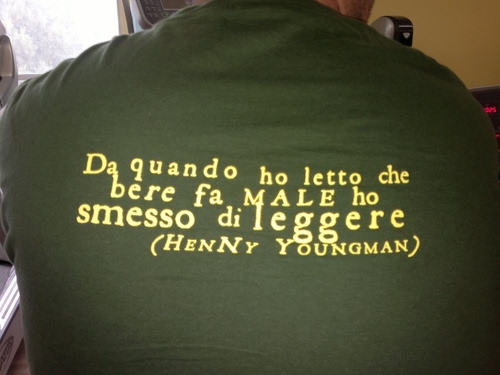 Da quando ho letto che
bere fa MALE ho
smesso di leggere
(HENNY YOUNGMAN)